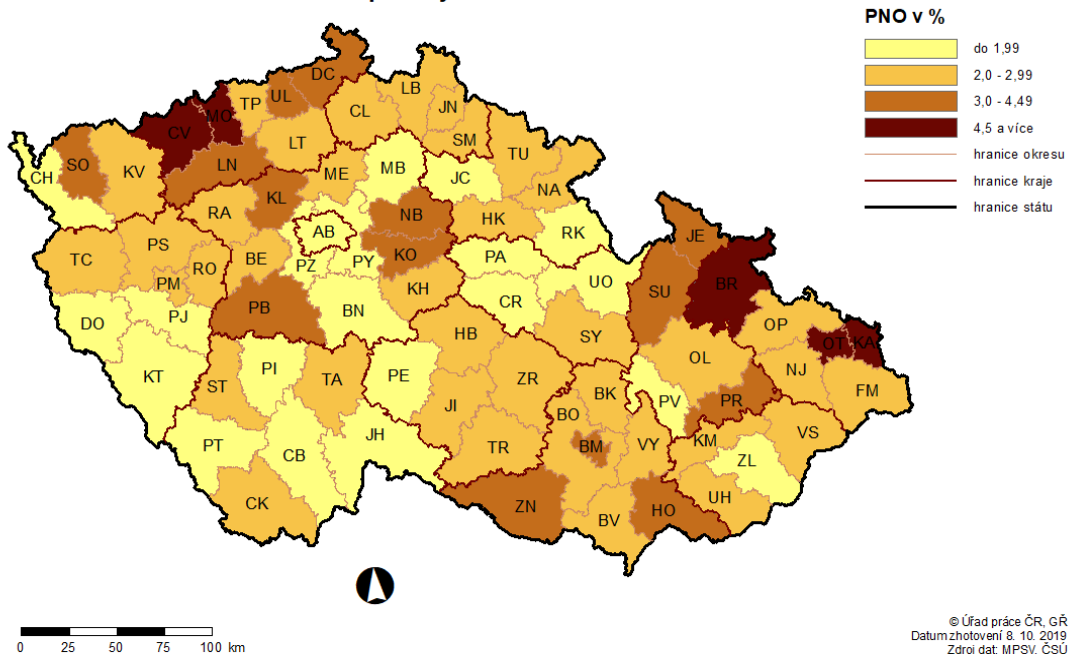 PNO v %
do 1,99
2,0 - 2,99
3,0 - 4,49
4,5 a více
hranice okresu
hranice kraje
hranice státu
DC
LB
UL
TP
MO
CL
JN
CV
LT
SM
TU
SO
LN
ME
MB
JC
NA
CH
KV
KL
RA
NB
HK
AB
RK
JE
TC
PS
RO
BE
PZ
PY
KO
PA
UO
SU
BR
PM
KH
CR
OP
DO
PJ
PB
BN
HB
SY
OL
OT
KA
KT
ST
PI
TA
PE
ZR
NJ
FM
JI
BK
PV
PR
PT
CB
JH
TR
BO
BM
VY
KM
VS
ZL
CK
ZN
BV
HO
UH
0 25 50 75 100 km
© Úřad práce ČR, GŘ
Datum zhotovení 8. 10. 2019
Zdroj dat: MPSV, ČSÚ